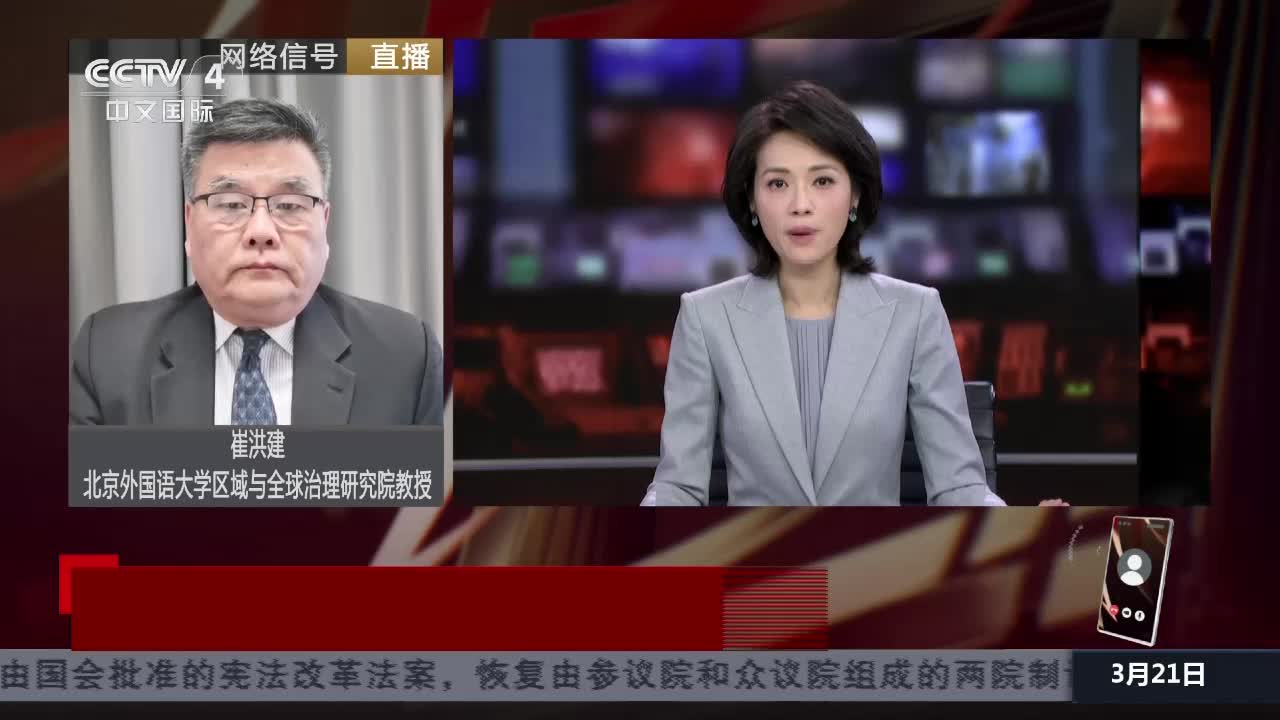 网络信号 直播
CCTV 4
中文国际
崔洪建
北京外国语大学区域与全球治理研究院教授
由国会批准的宪法改革法案，恢复由参议院和众议院组成的两院制
3月21日